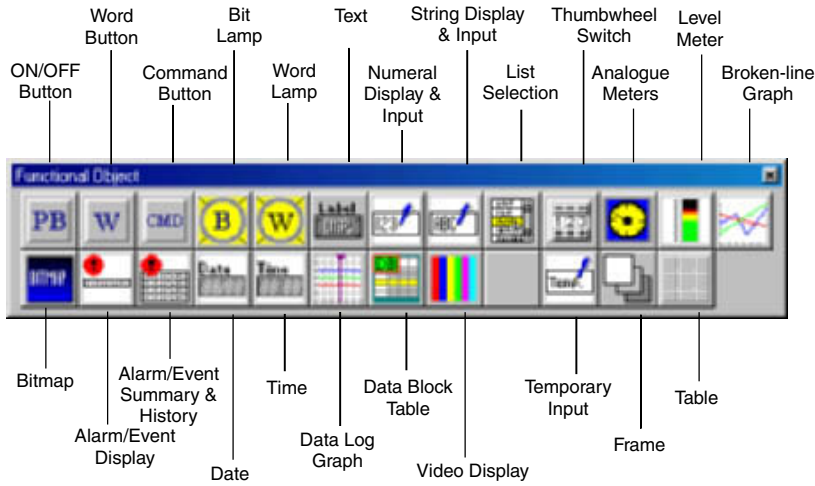 Word
Button
Bit
Lamp
Text
String Display
& Input
Thumbwheel
Switch
Level
Meter
ON/OFF
Button
Command
Button
Word
Lamp
Numeral
Display &
Input
List
Selection
Analogue
Meters
Broken-line
Graph
Functional Object
PB
W
CMD
B
W
Label
ABC
BITMAP
Date
Time
Temp.
Bitmap
Alarm/Event
Summary &
History
Time
Data Block
Table
Temporary
Input
Table
Alarm/Event
Display
Date
Data Log
Graph
Video Display
Frame